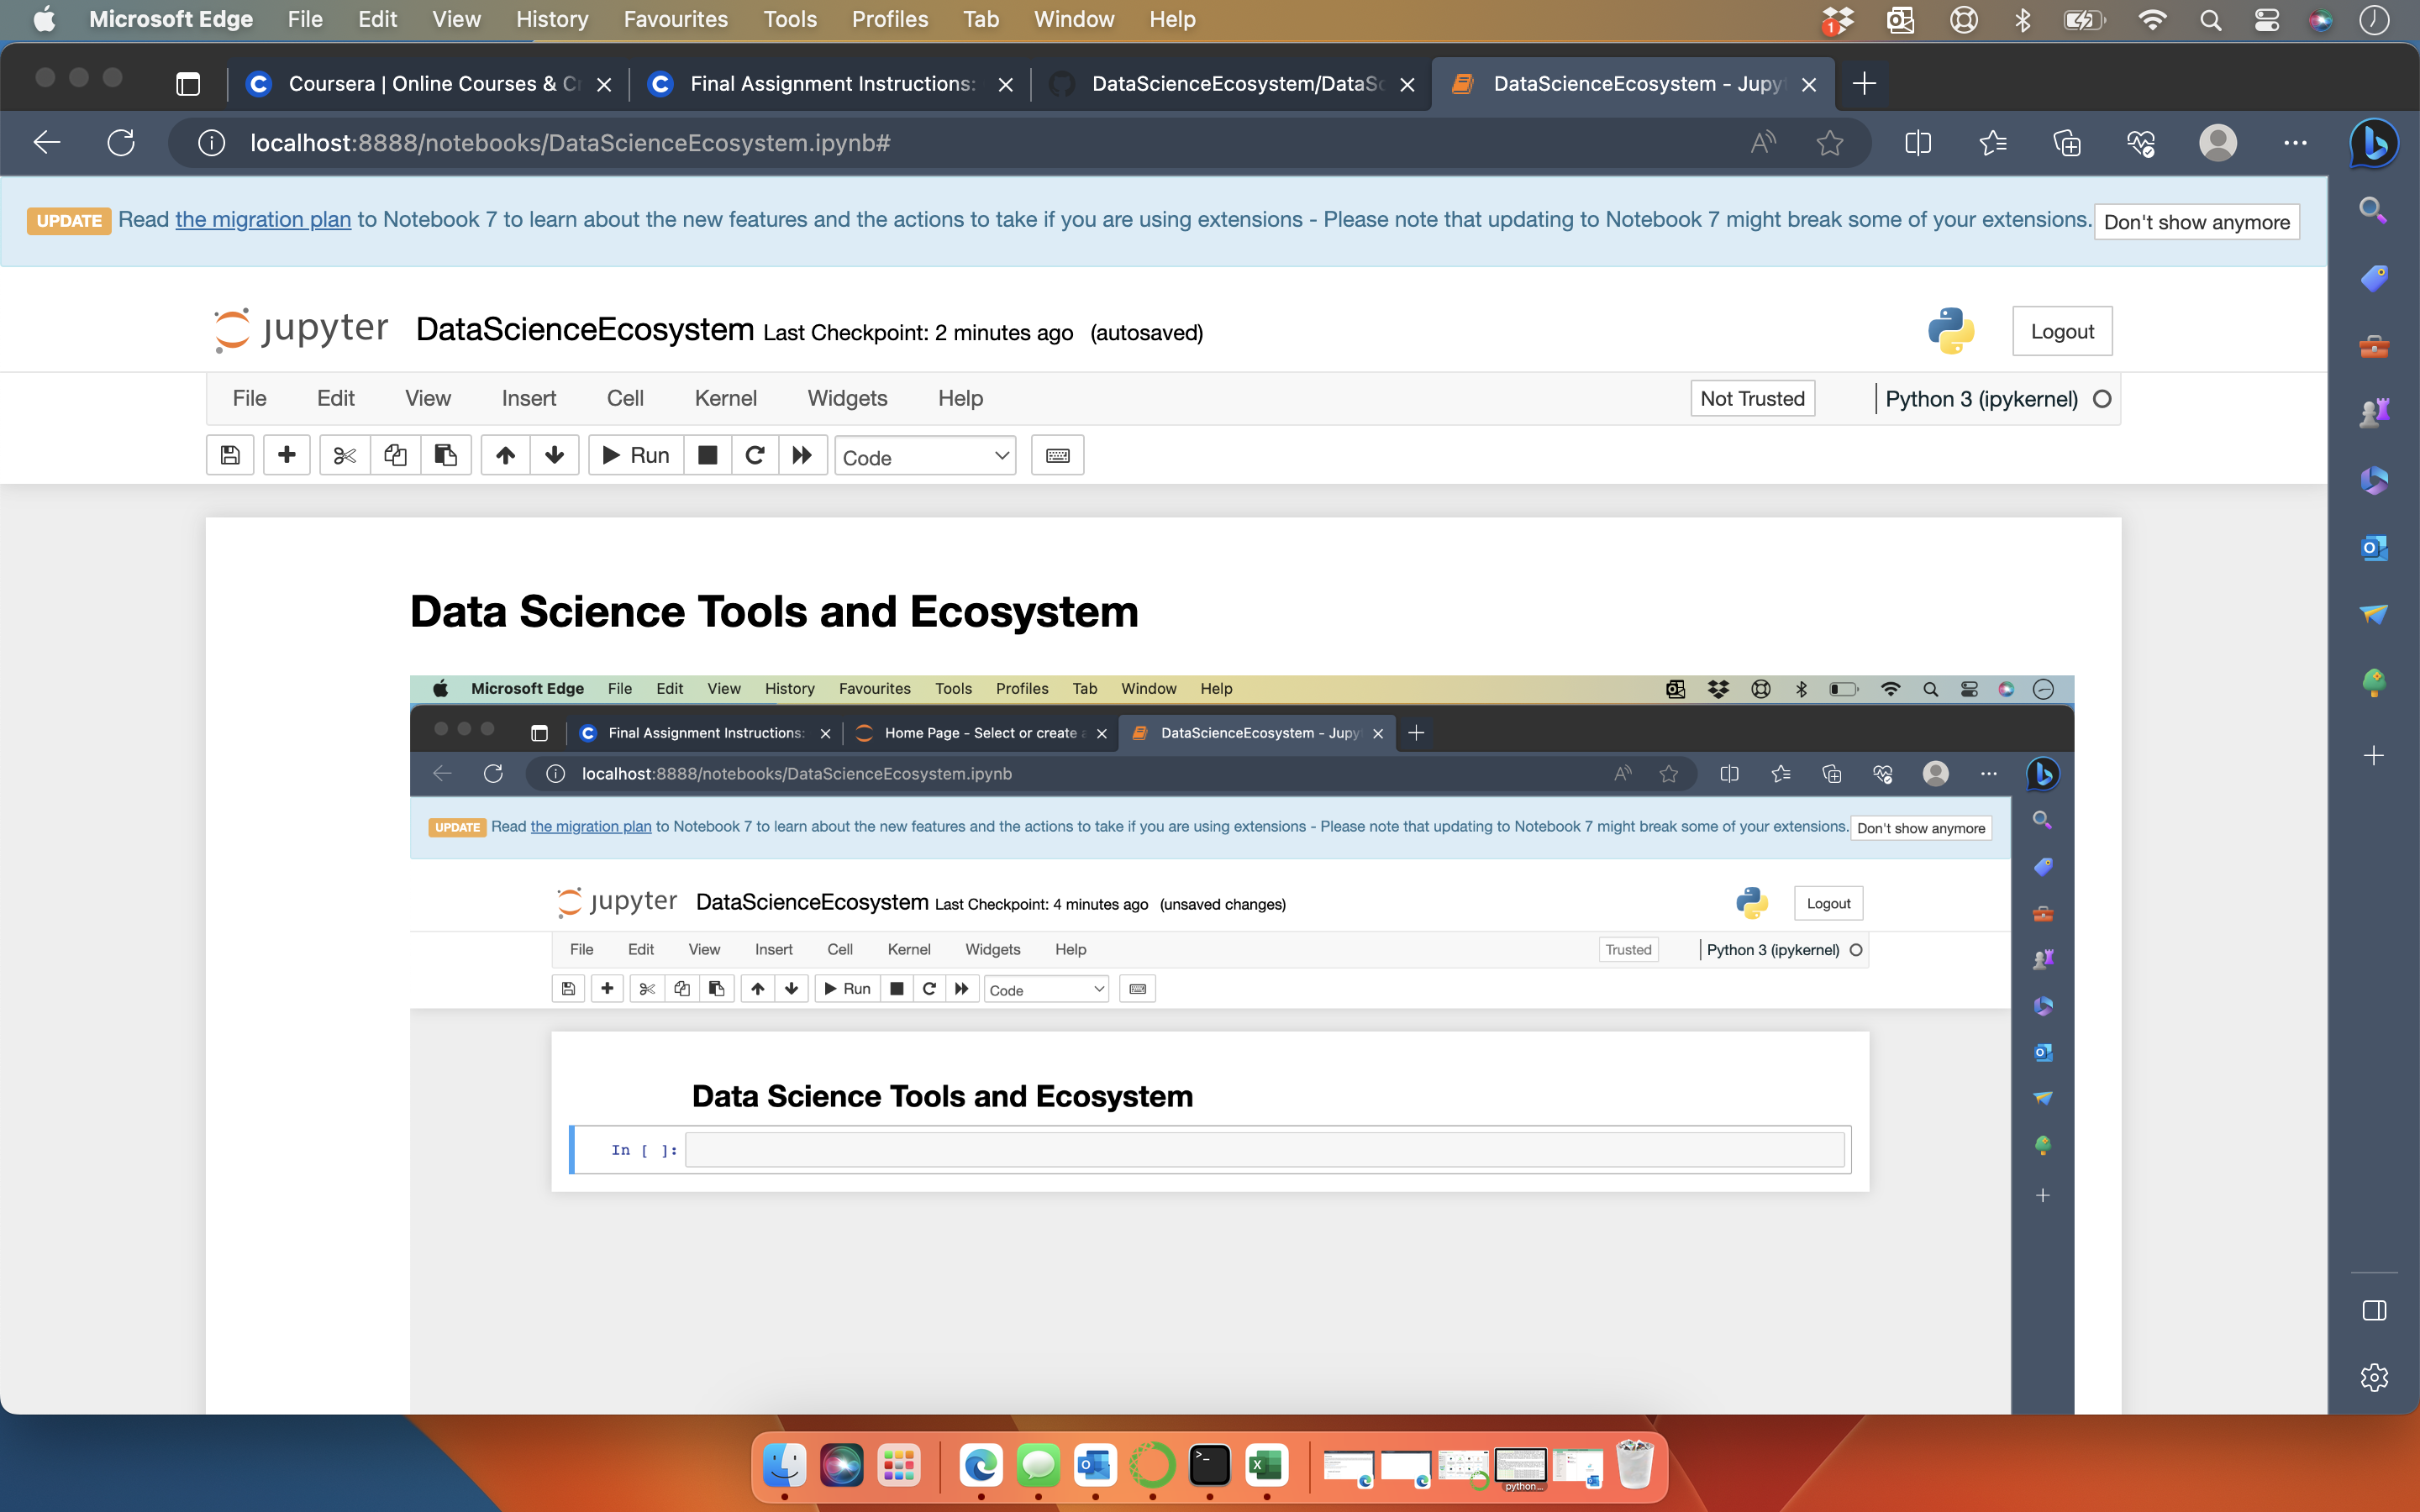 Microsoft Edge File Edit View History Favourites Tools Profiles Tab Window Help 1
Coursera | Online Courses & Cr Final Assignment Instructions: DataScienceEcosystem/DataSc DataScienceEcosystem - Jupyt
localhost:8888/notebooks/DataScienceEcosystem.ipynb#
UPDATE Read the migration plan to Notebook 7 to learn about the new features and the actions to take if you are using extensions - Please note that updating to Notebook 7 might break some of your extensions. Don't show anymore
jupyter DataScienceEcosystem Last Checkpoint: 2 minutes ago (autosaved) Logout
File Edit View Insert Cell Kernel Widgets Help Not Trusted Python 3 (ipykernel)
Run Code
Data Science Tools and Ecosystem
Microsoft Edge File Edit View History Favourites Tools Profiles Tab Window Help
Final Assignment Instructions: Home Page - Select or create a DataScienceEcosystem - Jupy
localhost:8888/notebooks/DataScienceEcosystem.ipynb
UPDATE Read the migration plan to Notebook 7 to learn about the new features and the actions to take if you are using extensions - Please note that updating to Notebook 7 might break some of your extensions. Don't show anymore
jupyter DataScienceEcosystem Last Checkpoint: 4 minutes ago (unsaved changes) Logout
File Edit View Insert Cell Kernel Widgets Help Trusted Python 3 (ipykernel)
Run Code
Data Science Tools and Ecosystem
In [ ]:
python...